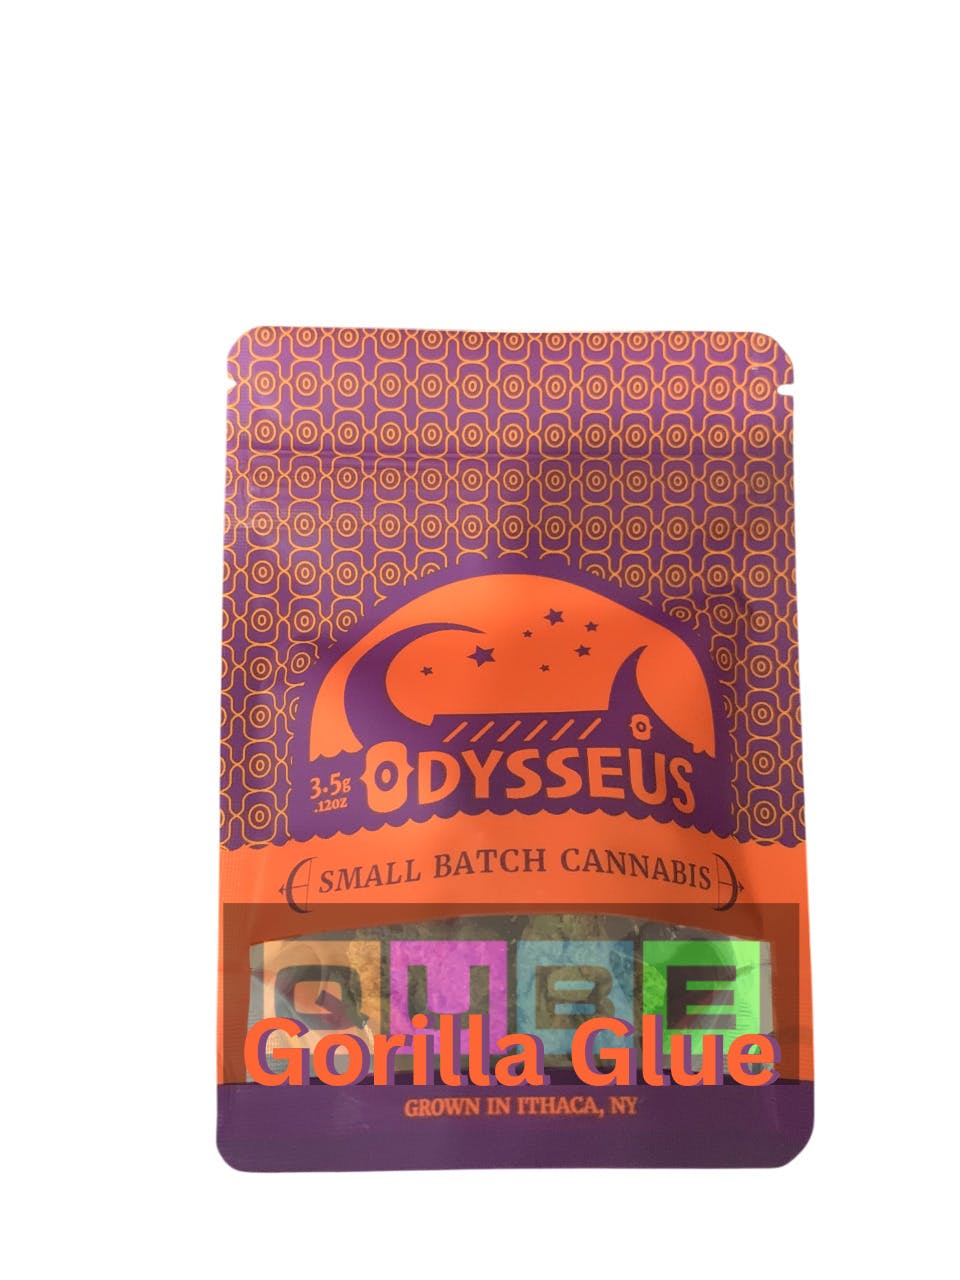 3.5g
.12oz
ODYSSEUS
SMALL BATCH CANNABIS
QUBE
Gorilla Glue
GROWN IN ITHACA, NY